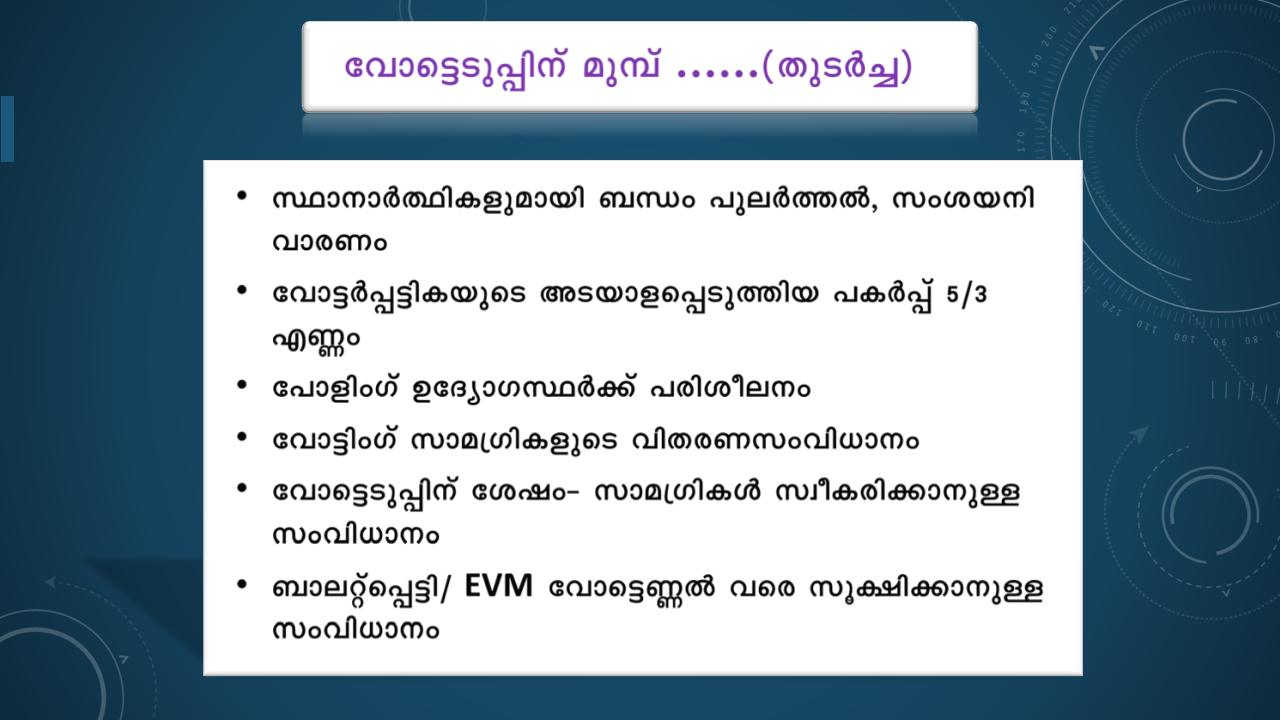 വോട്ടെടുപ്പിന് മുമ്പ് ......(തുടർച്ച)
• സ്ഥാനാർത്ഥികളുമായി ബന്ധം പുലർത്തൽ, സംശയനി
വാരണം
• വോട്ടർപ്പട്ടികയുടെ അടയാളപ്പെടുത്തിയ പകർപ്പ് 5/3
എണ്ണം
• പോളിംഗ് ഉദ്യോഗസ്ഥർക്ക് പരിശീലനം
• വോട്ടിംഗ് സാമഗ്രികളുടെ വിതരണസംവിധാനം
• വോട്ടെടുപ്പിന് ശേഷം- സാമഗ്രികൾ സ്വീകരിക്കാനുള്ള
സംവിധാനം
• ബാലറ്റ്പ്പെട്ടി/ EVM വോട്ടെണ്ണൽ വരെ സൂക്ഷിക്കാനുള്ള
സംവിധാനം